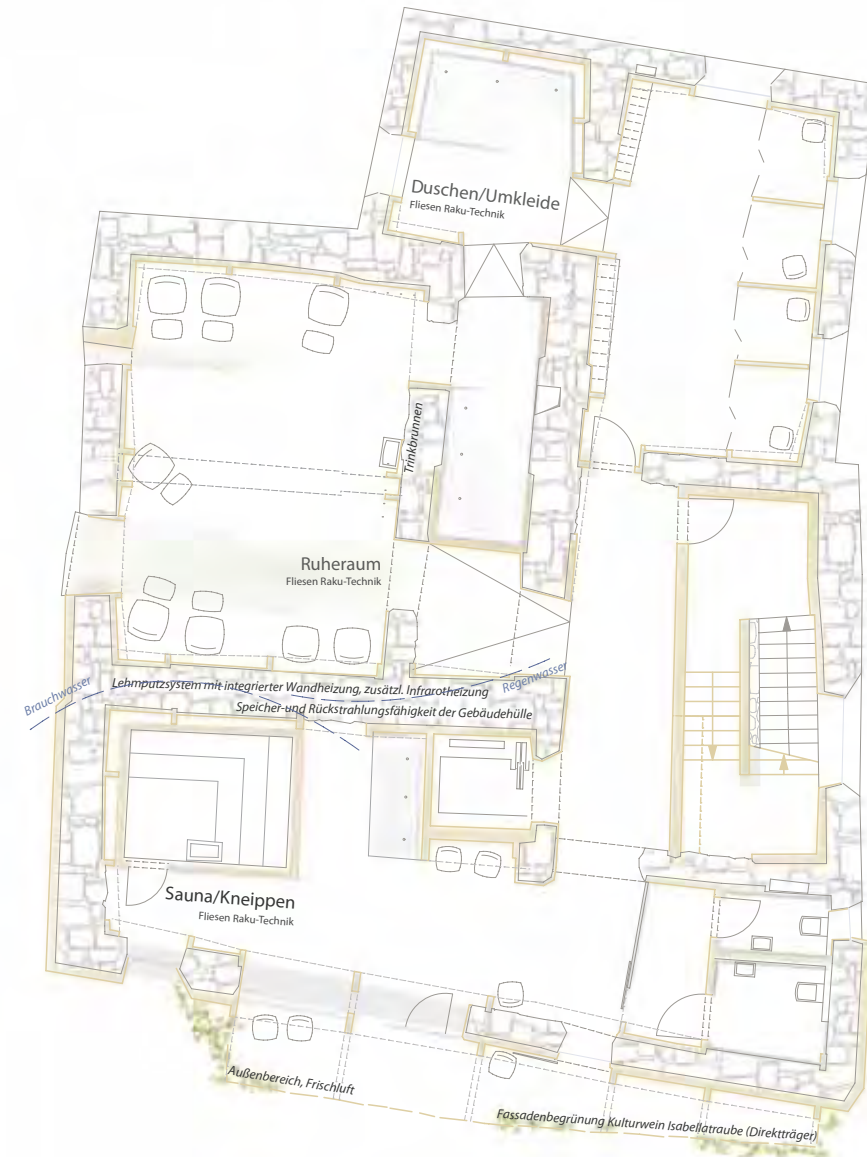 Duschen/Umkleide
Fliesen Raku-Technik
Trinkbrunnen
Ruheraum
Fliesen Raku-Technik
Brauchwasser
Regenwasser
Lehmputzsystem mit integrierter Wandheizung, zusätzl. Infrarotheizung
Speicher-und Rückstrahlungsfähigkeit der Gebäudehülle
Sauna/Kneippen
Fliesen Raku-Technik
Außenbereich, Frischluft
Fassadenbegrünung Kulturwein Isabellatraube (Direktträger)